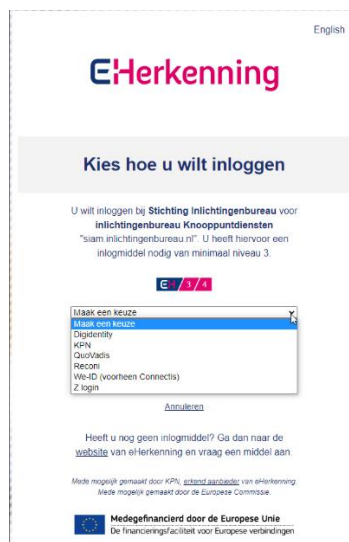 English
EHerkenning
Kies hoe u wilt inloggen
U wilt inloggen bij Stichting Inlichtingenbureau voor
inlichtingenbureau Knooppuntdiensten
"siam.inlichtingenbureau.nl". U heeft hiervoor een
inlogmiddel nodig van minimaal niveau 3.
EH / 3 / 4
Maak een keuze
Maak een keuze
Digidentity
KPN
QuoVadis
Reconi
We-ID (voorheen Connectis)
Z login
Annuleren
Heeft u nog geen inlogmiddel? Ga dan naar de
website van eHerkenning en vraag een middel aan.
Mede mogelijk gemaakt door KPN, erkend aanbieder van eHerkenning.
Mede mogelijk gemaakt door de Europese Commissie.
Medegefinancierd door de Europese Unie
De financieringsfaciliteit voor Europese verbindingen